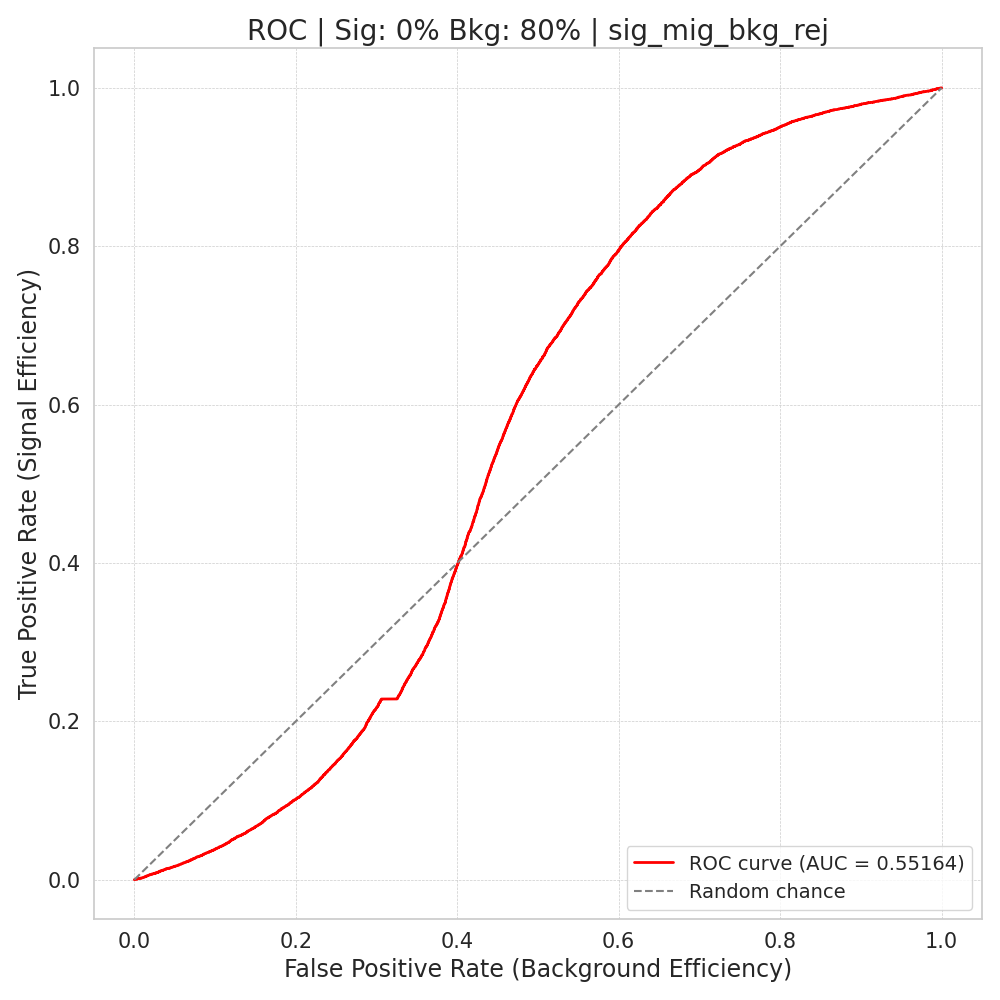 ROC | Sig: 0% Bkg: 80% | sig_mig_bkg_rej
True Positive Rate (Signal Efficiency)
1.0
0.8
0.6
0.4
0.2
0.0
ROC curve (AUC = 0.55164)
Random chance
0.0 0.2 0.4 0.6 0.8 1.0
False Positive Rate (Background Efficiency)